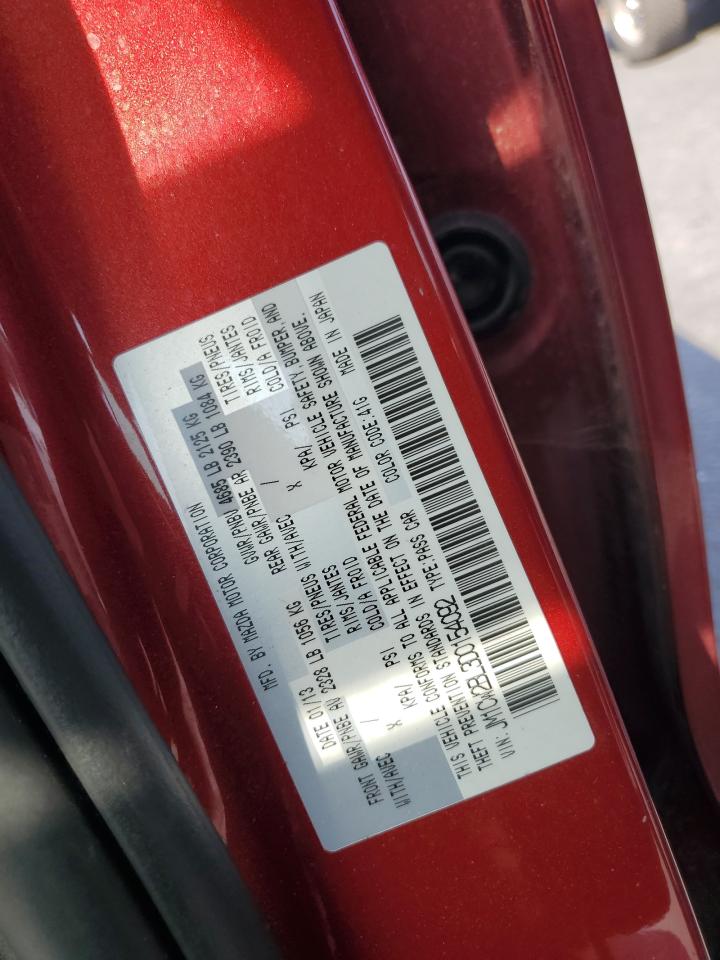 MFD. BY MAZDA MOTOR CORPORATION
DATE 01/13 GVWR/PNBV 4685 LB 2125 KG
FRONT GAWR/PNBE AV 2328 LB 1056 KG REAR GAWR/PNBE AR 2390 LB 1084 KG
WITH/AVEC / TIRES/PNEUS WITH/AVEC / TIRES/PNEUS
X RIMS/JANTES X RIMS/JANTES
KPA/ PSI COLD/A FROID KPA/ PSI COLD/A FROID
THIS VEHICLE CONFORMS TO ALL APPLICABLE FEDERAL MOTOR VEHICLE SAFETY, BUMPER, AND
THEFT PREVENTION STANDARDS IN EFFECT ON THE DATE OF MANUFACTURE SHOWN ABOVE.
VIN: JM1CW2BL3D0154092 TYPE: PASS CAR COLOR CODE: 41G MADE IN JAPAN